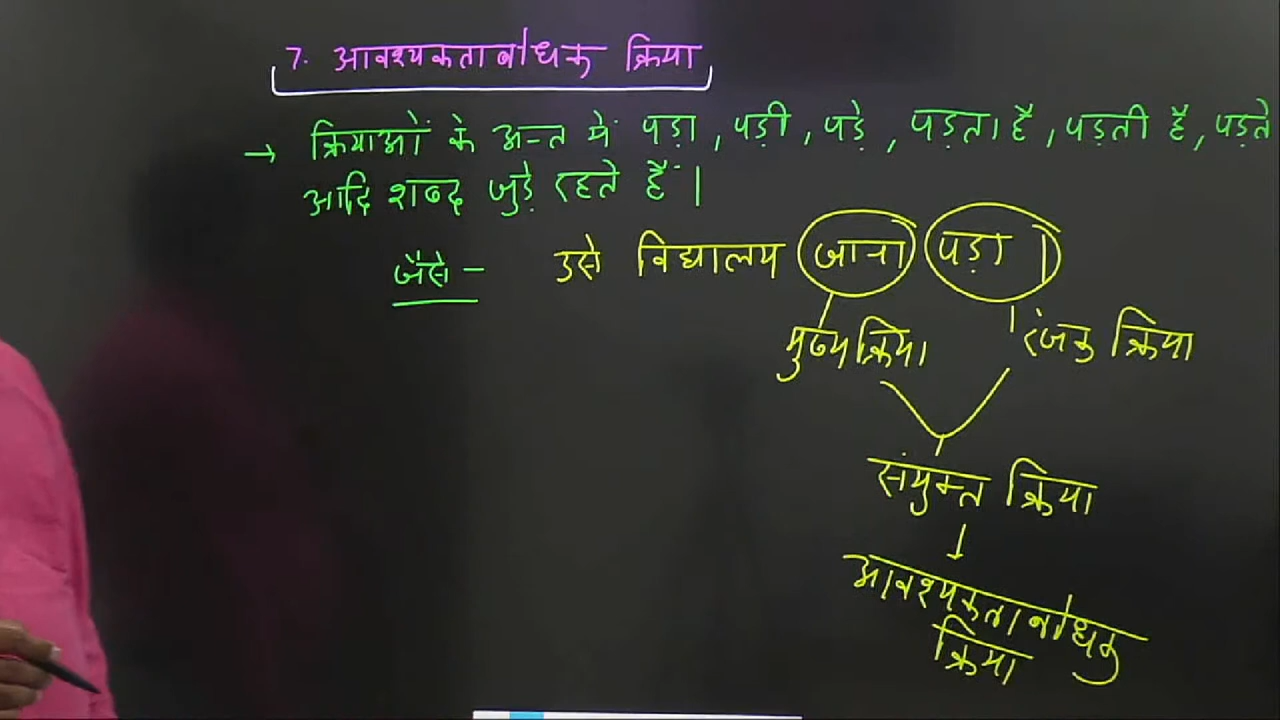 7. आवश्यकताबोधक क्रिया
→ क्रियाओं के अन्त में पड़ा, पड़ी, पड़े, पड़ता है, पड़ती है, पड़ते
आदि शब्द जुड़े रहते हैं।
जैसे - उसे विद्यालय जाना पड़ा।
मुख्य क्रिया रंजक क्रिया
संयुक्त क्रिया
↓
आवश्यकताबोधक
क्रिया